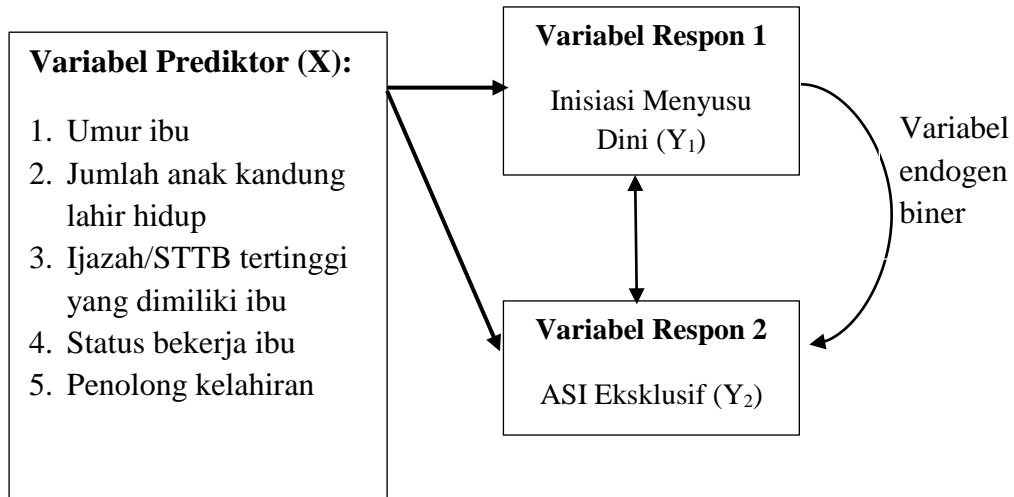 Variabel Prediktor (X):
1. Umur ibu
2. Jumlah anak kandung
lahir hidup
3. Ijazah/STTB tertinggi
yang dimiliki ibu
4. Status bekerja ibu
5. Penolong kelahiran
Variabel Respon 1
Inisiasi Menyusu
Dini (Y₁)
Variabel
endogen
biner
Variabel Respon 2
ASI Eksklusif (Y₂)